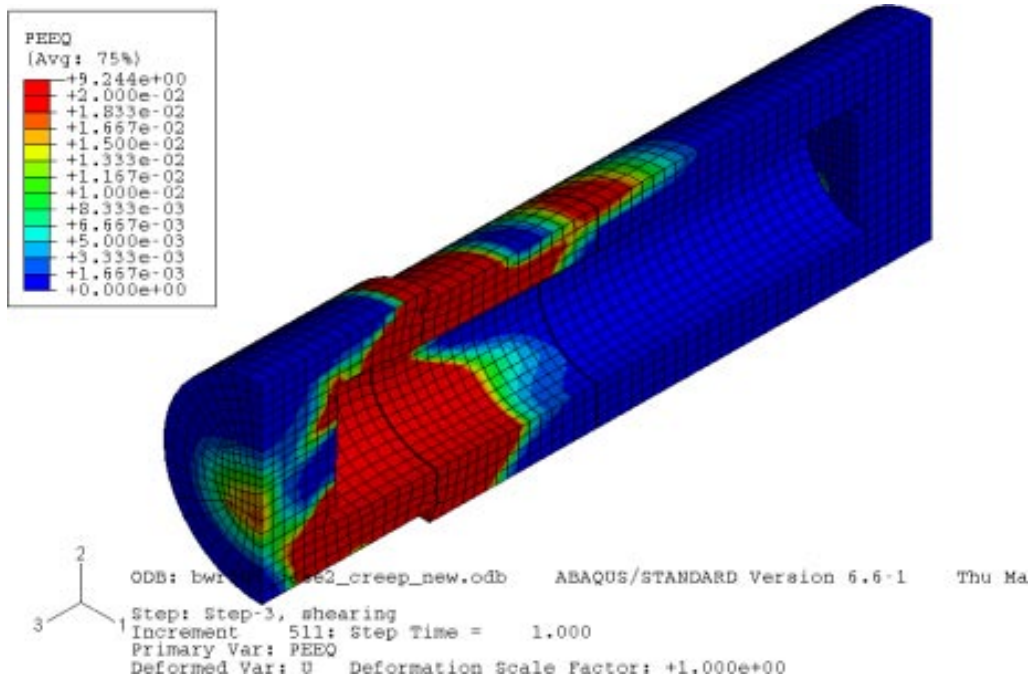 PEEQ
(Avg: 75%)
+9.244e+00
+2.000e-02
+1.833e-02
+1.667e-02
+1.500e-02
+1.333e-02
+1.167e-02
+1.000e-02
+8.333e-03
+6.667e-03
+5.000e-03
+3.333e-03
+1.667e-03
+0.000e+00
2
3
1
ODB: bwr se2_creep_new.odb ABAQUS/STANDARD Version 6.6-1 Thu Ma
Step: Step-3, shearing
Increment 511: Step Time = 1.000
Primary Var: PEEQ
Deformed Var: U Deformation Scale Factor: +1.000e+00